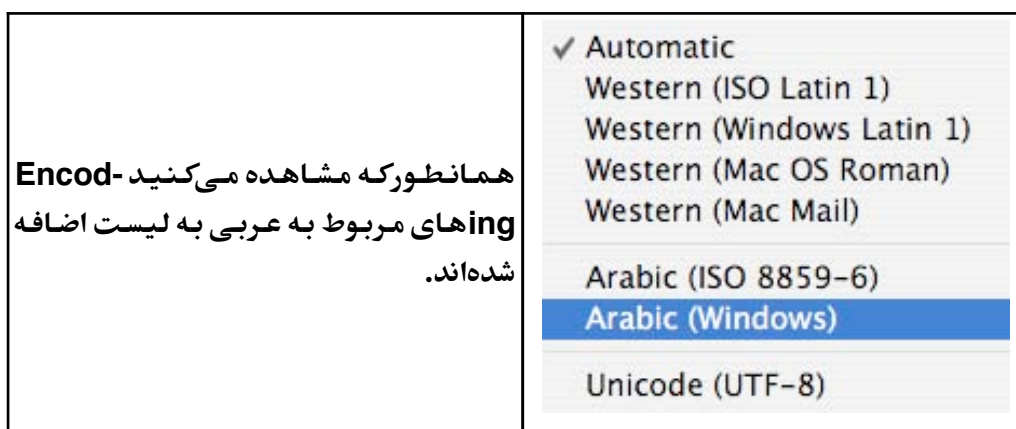 همانطورکه مشاهده می‌کنید Encod-
ingهای مربوط به عربی به لیست اضافه
شده‌اند.
✓ Automatic
Western (ISO Latin 1)
Western (Windows Latin 1)
Western (Mac OS Roman)
Western (Mac Mail)
Arabic (ISO 8859-6)
Arabic (Windows)
Unicode (UTF-8)